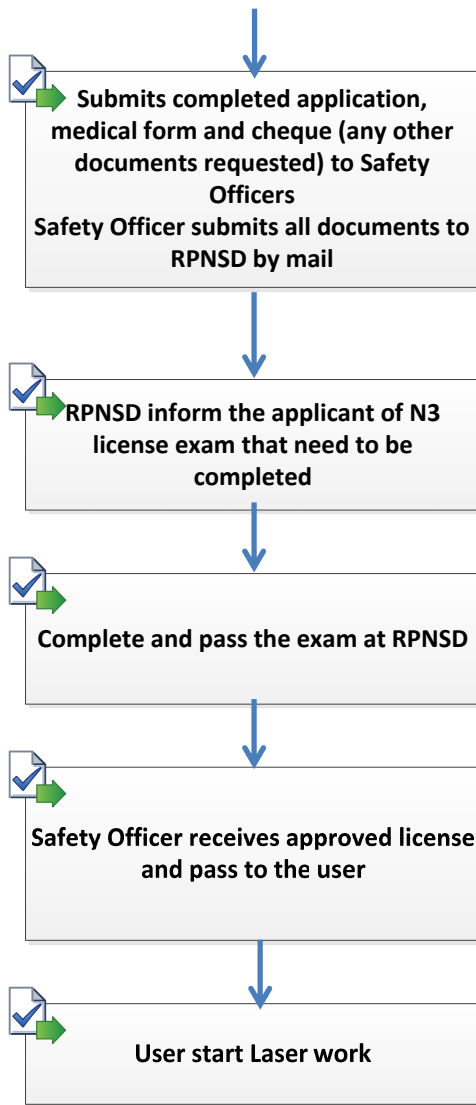 Submits completed application,
medical form and cheque (any other
documents requested) to Safety
Officers
Safety Officer submits all documents to
RPNSD by mail
RPNSD inform the applicant of N3
license exam that need to be
completed
Complete and pass the exam at RPNSD
Safety Officer receives approved license
and pass to the user
User start Laser work